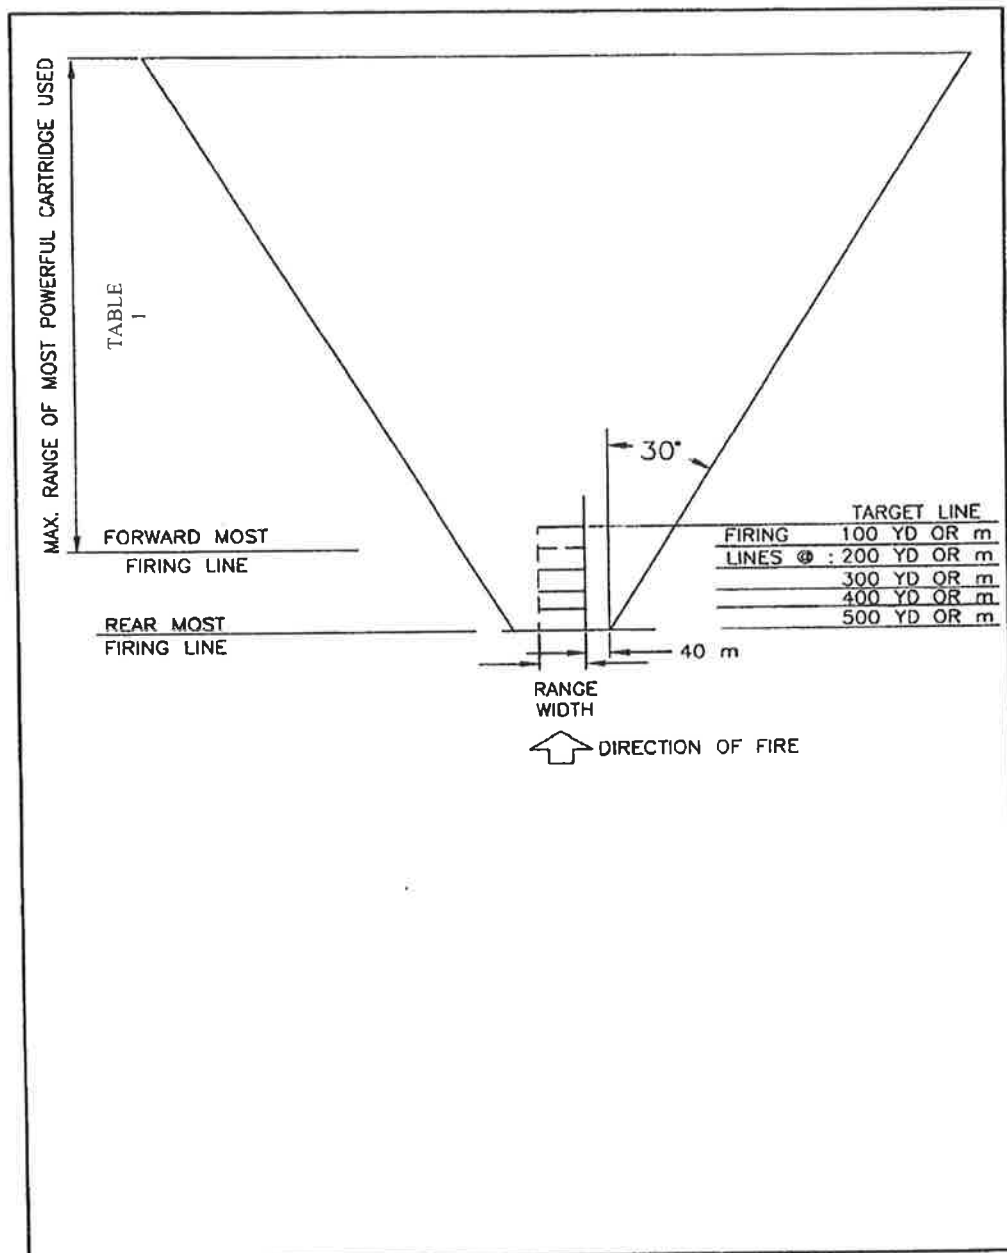 MAX. RANGE OF MOST POWERFUL CARTRIDGE USED
TABLE
1
30°
FORWARD MOST
FIRING LINE
REAR MOST
FIRING LINE
TARGET LINE
FIRING 100 YD OR m
LINES @ : 200 YD OR m
300 YD OR m
400 YD OR m
500 YD OR m
40 m
RANGE
WIDTH
DIRECTION OF FIRE